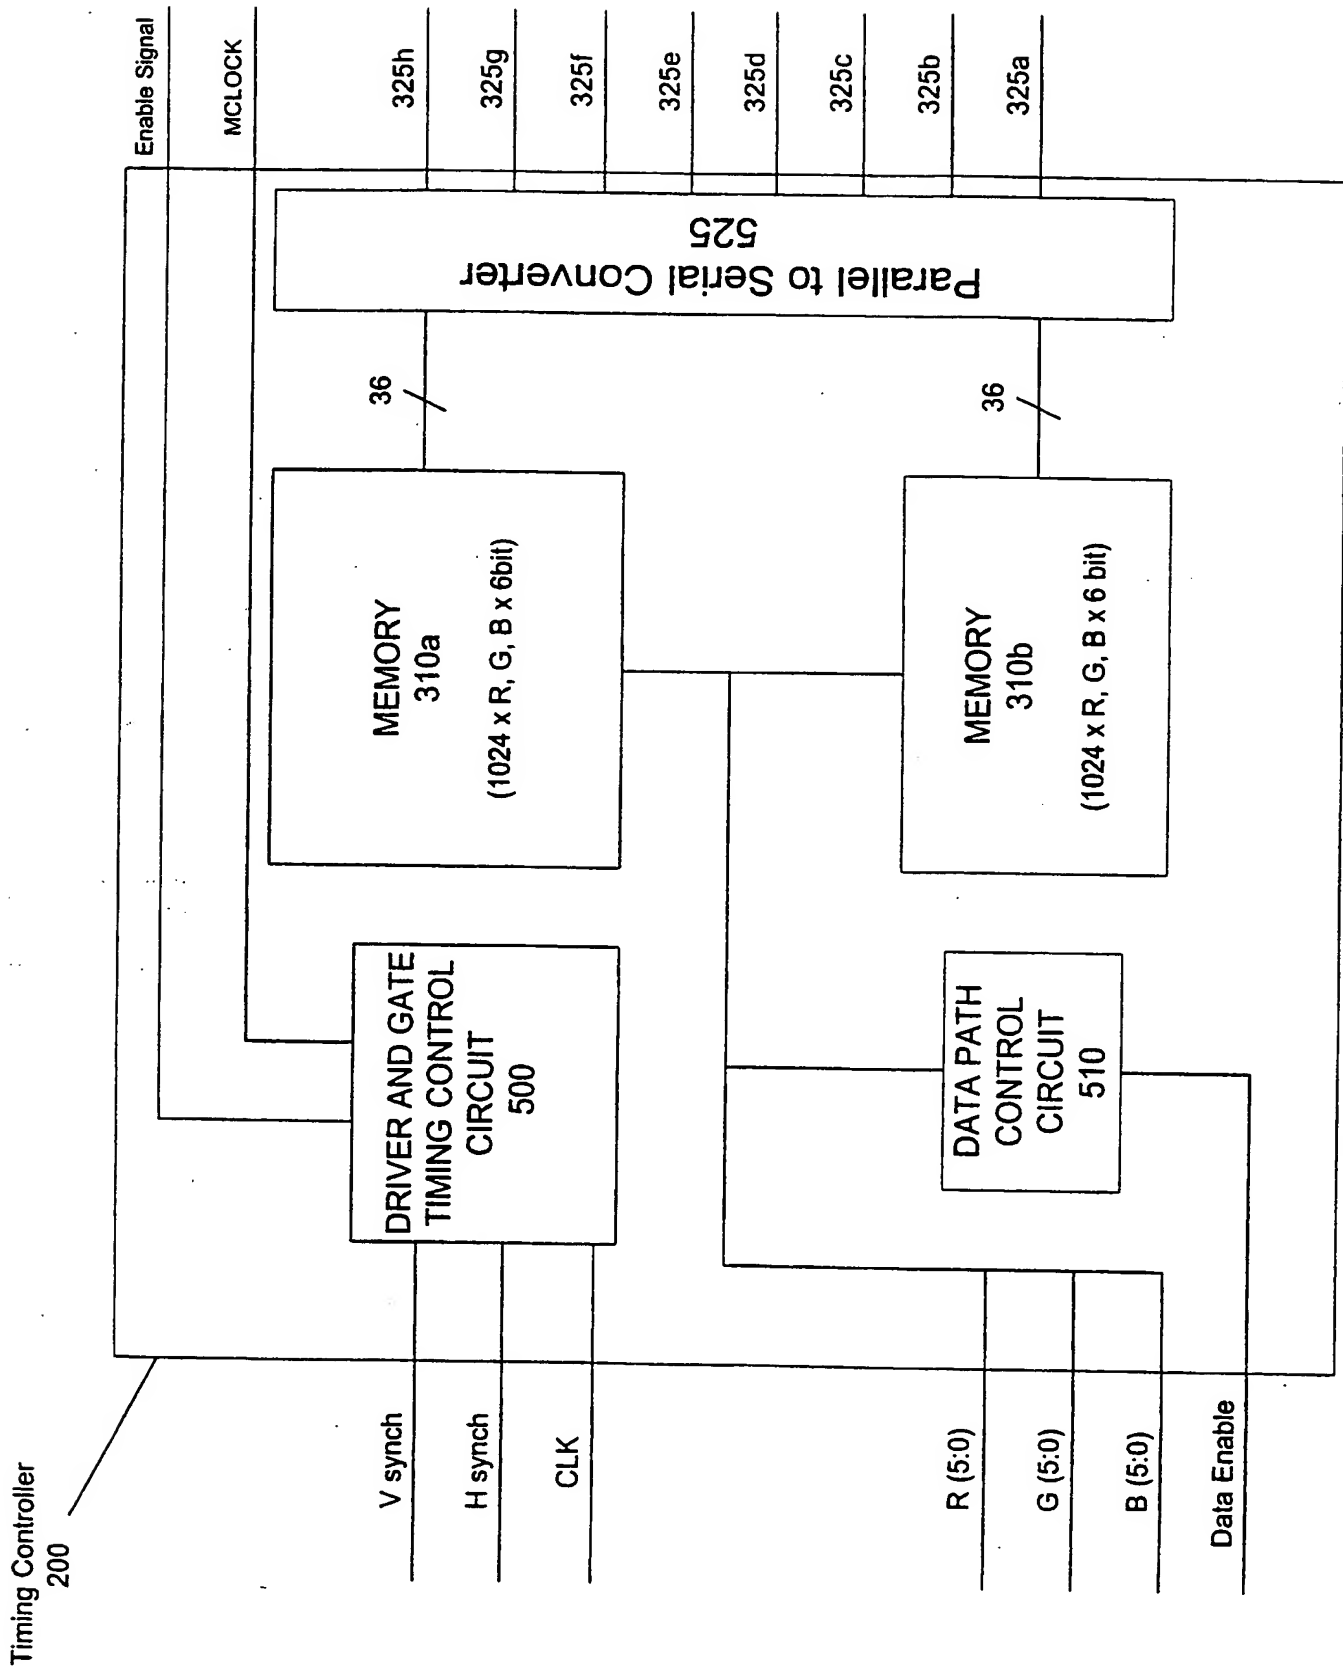 Timing Controller
200
V synch
H synch
CLK
R (5:0)
G (5:0)
B (5:0)
Data Enable
DRIVER AND GATE
TIMING CONTROL
CIRCUIT
500
DATA PATH
CONTROL
CIRCUIT
510
MEMORY
310a
(1024 x R, G, B x 6bit)
MEMORY
310b
(1024 x R, G, B x 6 bit)
36
36
Parallel to Serial Converter
525
Enable Signal
MCLOCK
325h
325g
325f
325e
325d
325c
325b
325a